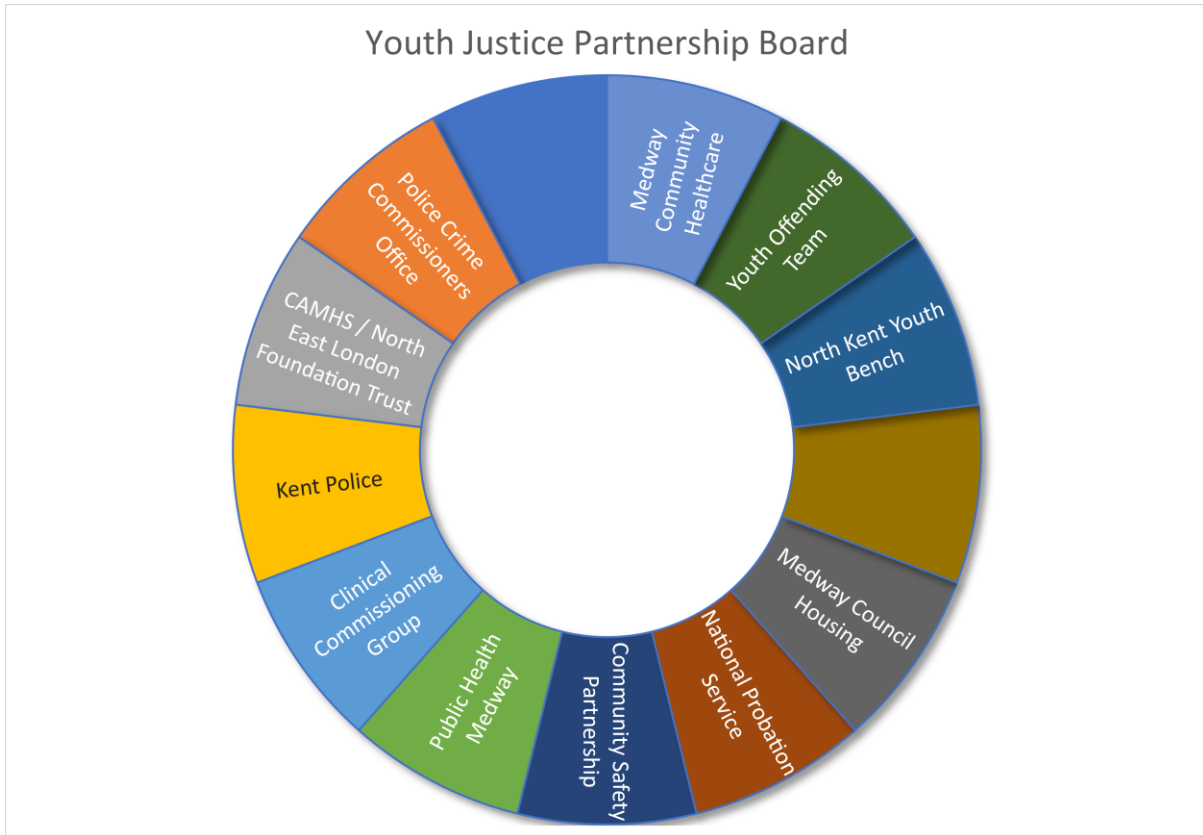 Youth Justice Partnership Board
Medway
Community
Healthcare
Youth Offending
Team
North Kent Youth
Bench
Medway Council
Housing
National Probation
Service
Community Safety
Partnership
Public Health
Medway
Clinical
Commissioning
Group
Kent Police
CAMHS / North
East London
Foundation Trust
Police Crime
Commissioners
Office